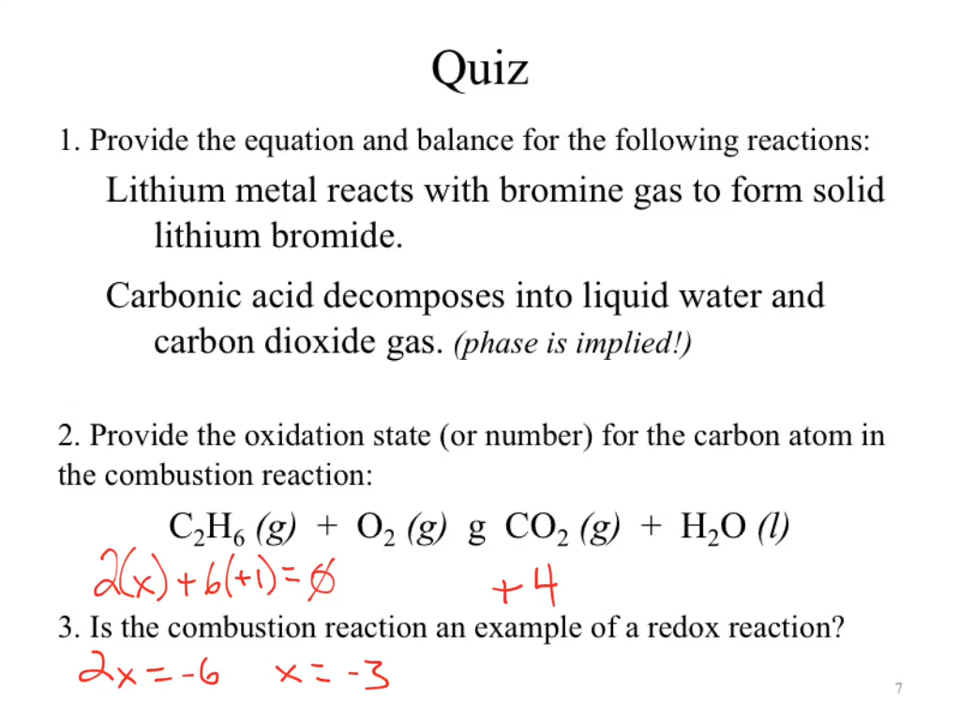 Quiz
1. Provide the equation and balance for the following reactions:
Lithium metal reacts with bromine gas to form solid
lithium bromide.
Carbonic acid decomposes into liquid water and
carbon dioxide gas. (phase is implied!)
2. Provide the oxidation state (or number) for the carbon atom in
the combustion reaction:
C₂H₆ (g) + O₂ (g) g CO₂ (g) + H₂O (l)
2(x)+6(+1)=0 +4
3. Is the combustion reaction an example of a redox reaction?
2x=-6 x=-3
7